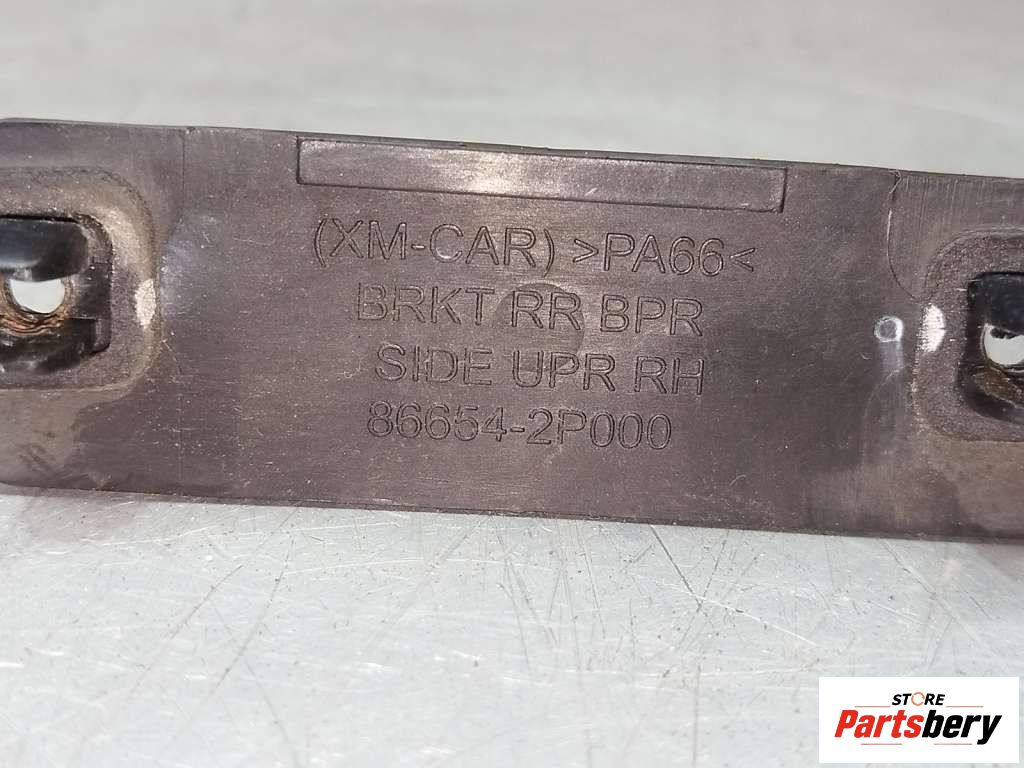 (XM-CAR) >PA66<
BRKT RR BPR
SIDE UPR RH
86654-2P000
STORE
Partsbery